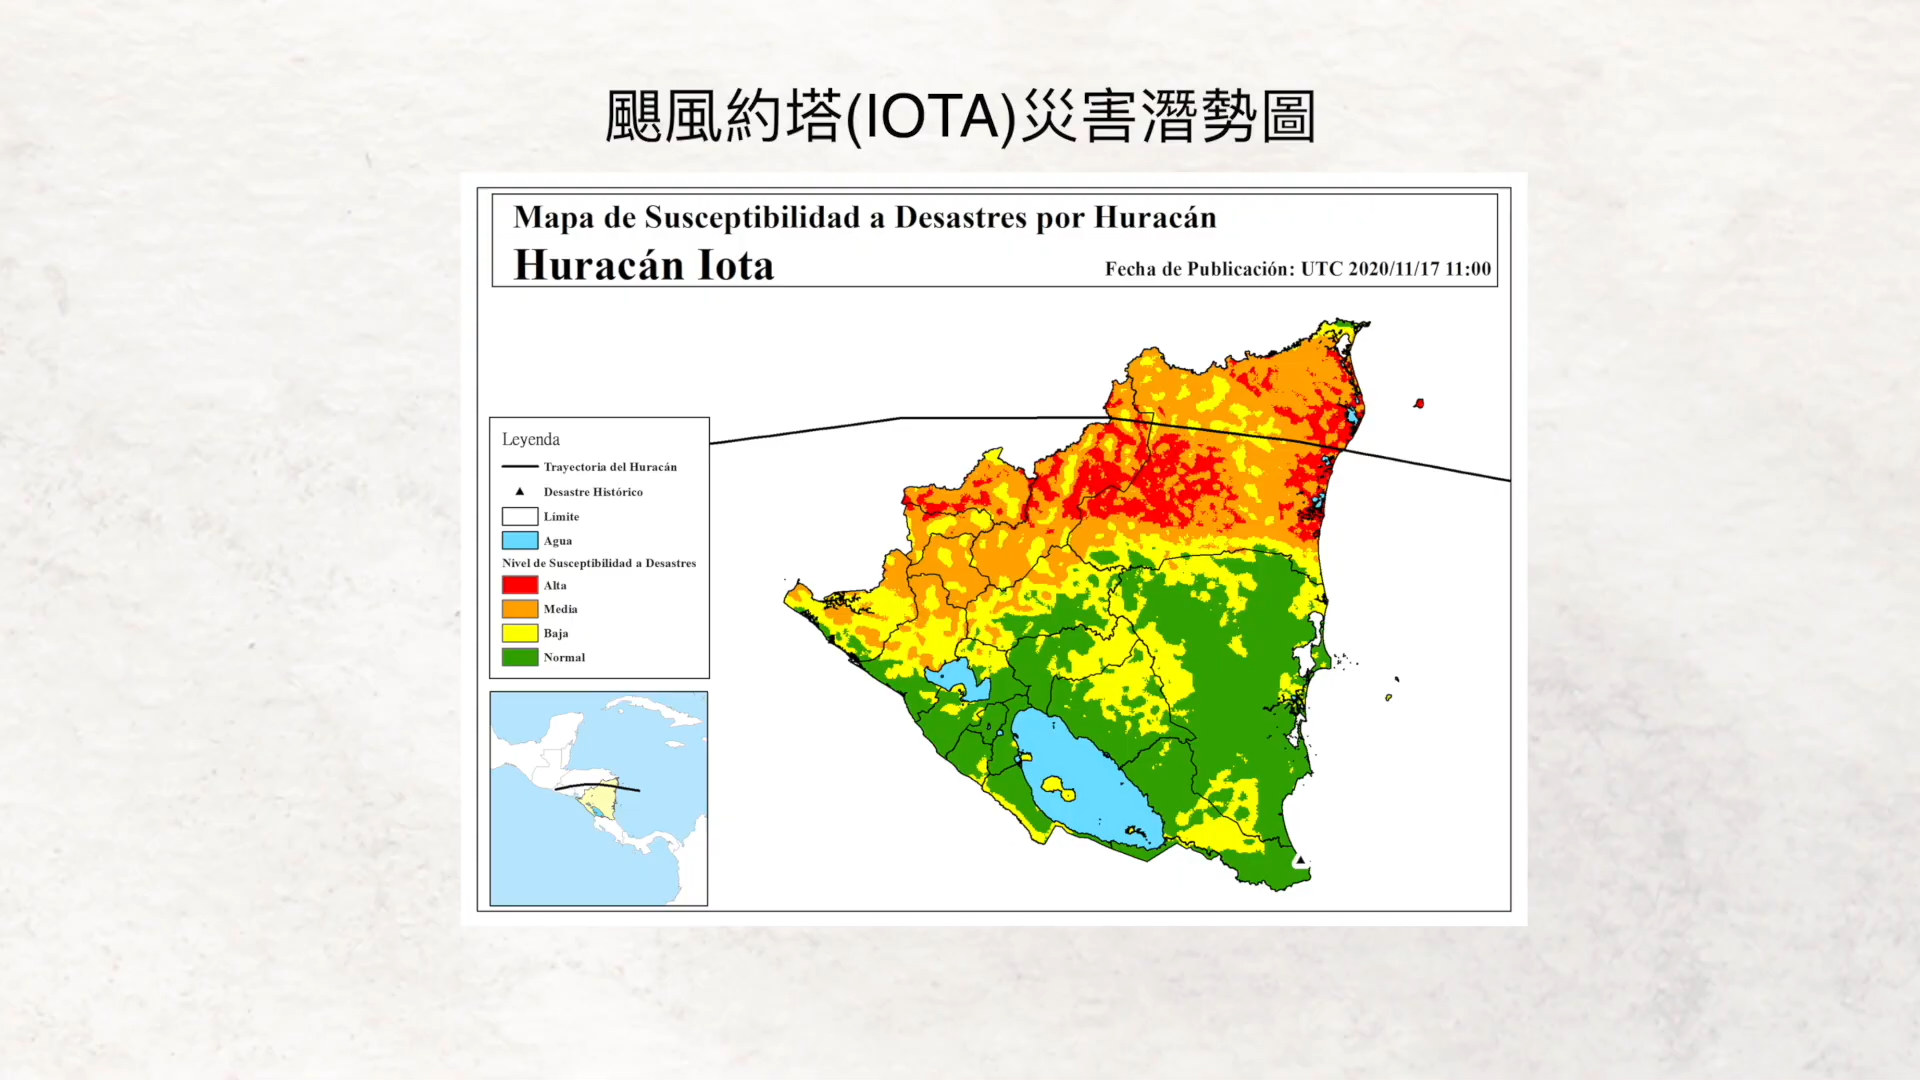 颶風約塔(IOTA)災害潛勢圖
Mapa de Susceptibilidad a Desastres por Huracán
Huracán Iota
Fecha de Publicación: UTC 2020/11/17 11:00
Leyenda
Trayectoria del Huracán
Desastre Histórico
Límite
Agua
Nivel de Susceptibilidad a Desastres
Alta
Media
Baja
Normal